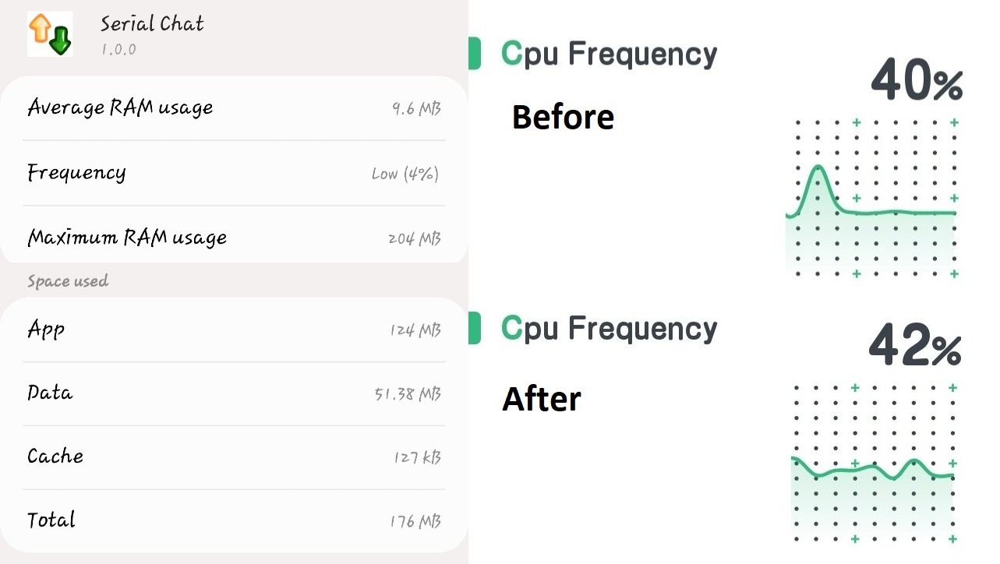 Serial Chat
1.0.0
Average RAM usage 9.6 MB
Frequency Low (4%)
Maximum RAM usage 204 MB
Space used
App 124 MB
Data 51.38 MB
Cache 127 kB
Total 176 MB
Cpu Frequency
40%
Before
Cpu Frequency
42%
After